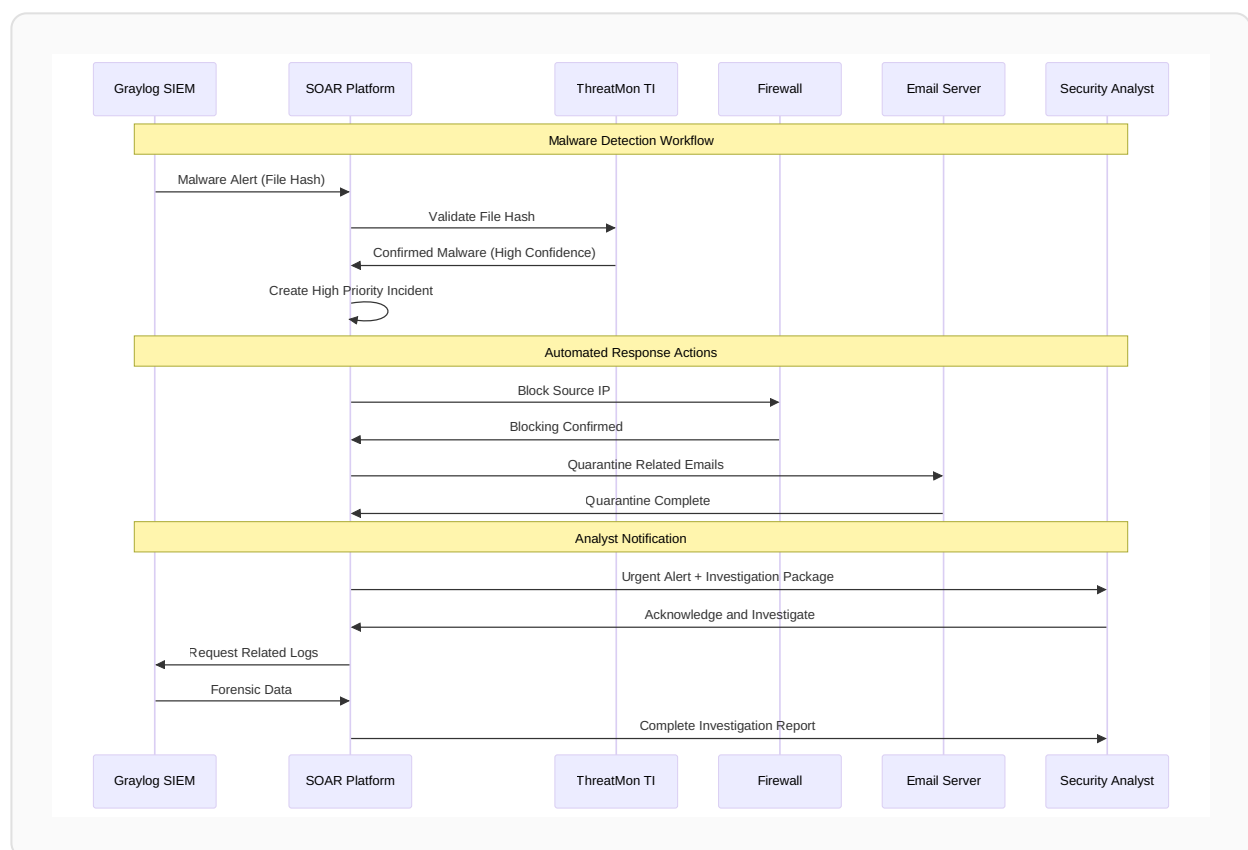 Graylog SIEM
SOAR Platform
ThreatMon TI
Firewall
Email Server
Security Analyst
Malware Detection Workflow
Malware Alert (File Hash)
Validate File Hash
Confirmed Malware (High Confidence)
Create High Priority Incident
Automated Response Actions
Block Source IP
Blocking Confirmed
Quarantine Related Emails
Quarantine Complete
Analyst Notification
Urgent Alert + Investigation Package
Acknowledge and Investigate
Request Related Logs
Forensic Data
Complete Investigation Report
Graylog SIEM
SOAR Platform
ThreatMon TI
Firewall
Email Server
Security Analyst